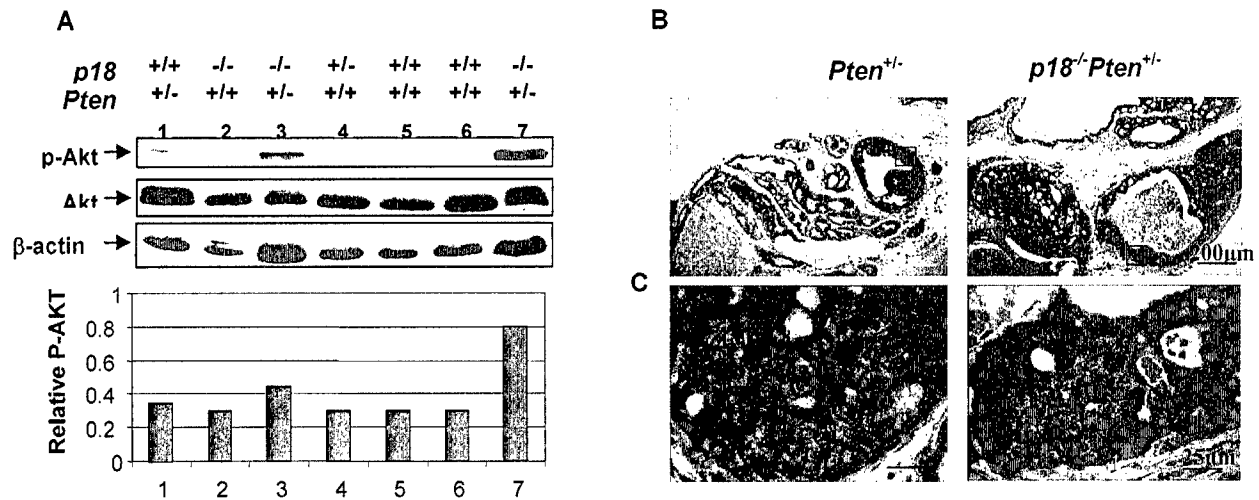 A
p18 +/+ -/- -/- +/- +/+ +/+ -/-
Pten +/- +/+ +/- +/+ +/+ +/+ +/-
1 2 3 4 5 6 7
p-Akt
Akt
β-actin
Relative P-AKT
1
0.8
0.6
0.4
0.2
0
1 2 3 4 5 6 7
B
Pten+/- p18-/-Pten+/-
200μm
C
25μm